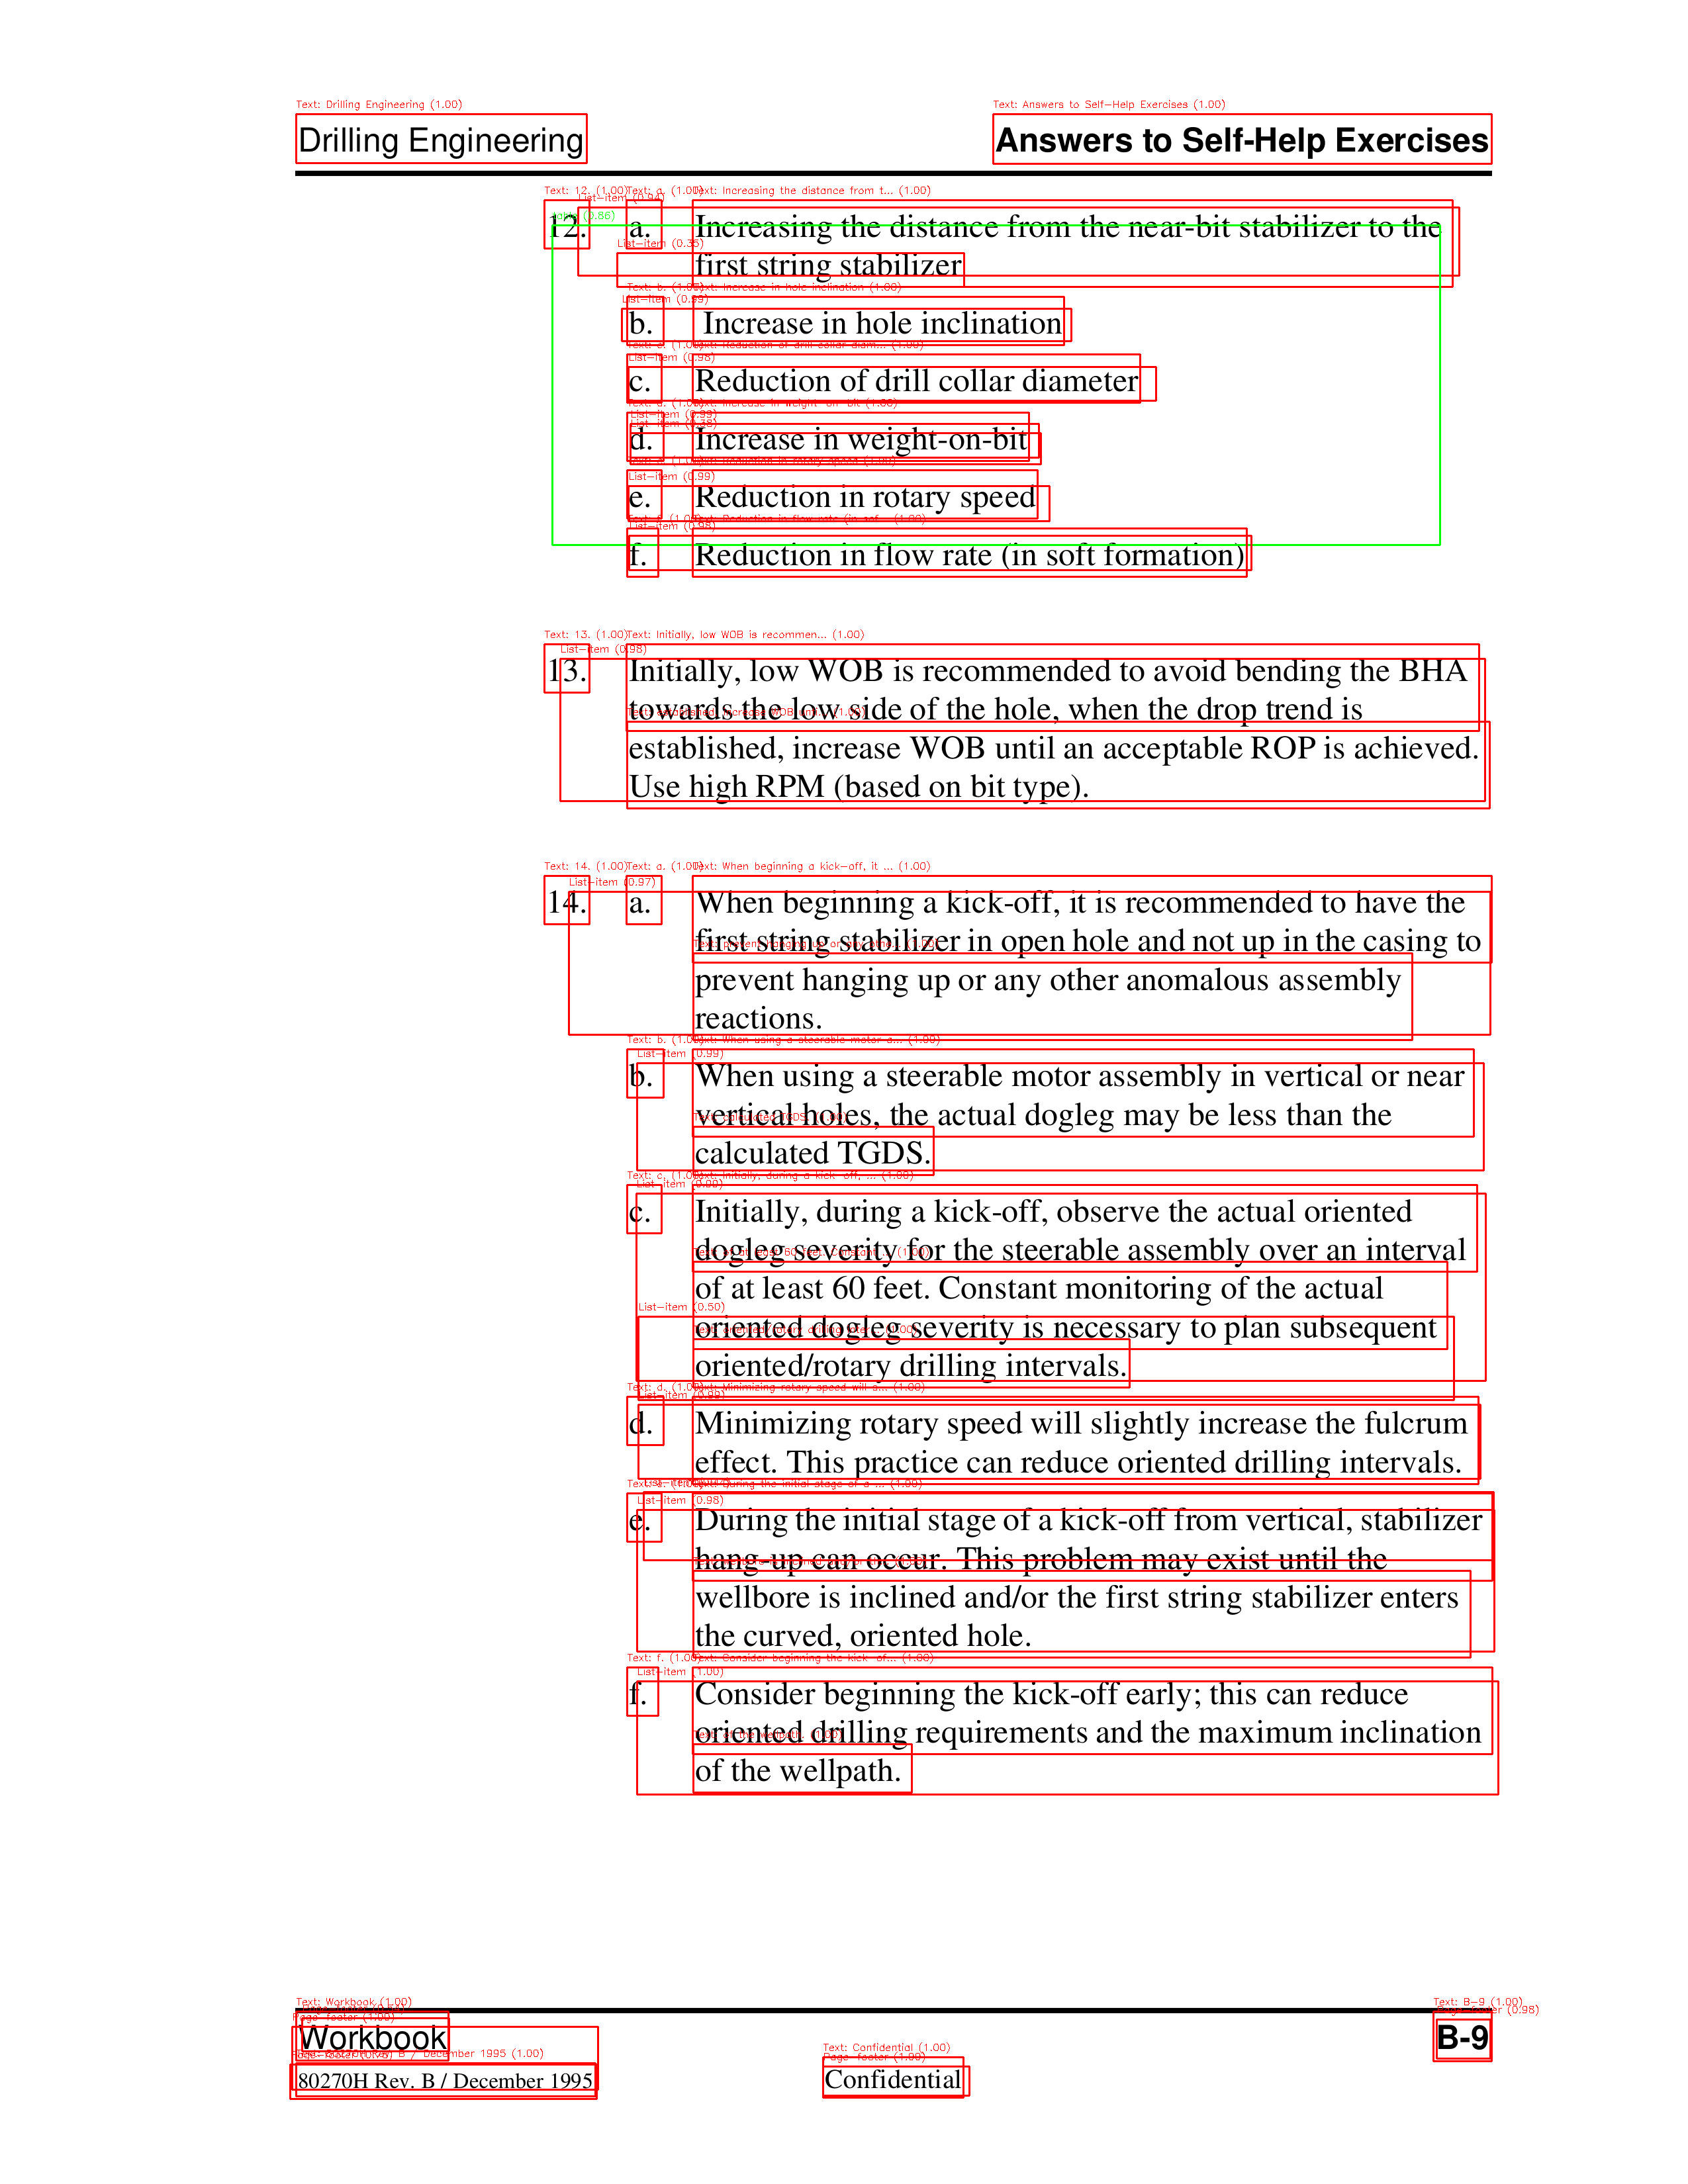 Drilling Engineering
Answers to Self-Help Exercises
12. a. Increasing the distance from the near-bit stabilizer to the
first string stabilizer
b. Increase in hole inclination
c. Reduction of drill collar diameter
d. Increase in weight-on-bit
e. Reduction in rotary speed
f. Reduction in flow rate (in soft formation)
13. Initially, low WOB is recommended to avoid bending the BHA
towards the low side of the hole, when the drop trend is
established, increase WOB until an acceptable ROP is achieved.
Use high RPM (based on bit type).
14. a. When beginning a kick-off, it is recommended to have the
first string stabilizer in open hole and not up in the casing to
prevent hanging up or any other anomalous assembly
reactions.
b. When using a steerable motor assembly in vertical or near
vertical holes, the actual dogleg may be less than the
calculated TGDS.
c. Initially, during a kick-off, observe the actual oriented
dogleg severity for the steerable assembly over an interval
of at least 60 feet. Constant monitoring of the actual
oriented dogleg severity is necessary to plan subsequent
oriented/rotary drilling intervals.
d. Minimizing rotary speed will slightly increase the fulcrum
effect. This practice can reduce oriented drilling intervals.
e. During the initial stage of a kick-off from vertical, stabilizer
hang-up can occur. This problem may exist until the
wellbore is inclined and/or the first string stabilizer enters
the curved, oriented hole.
f. Consider beginning the kick-off early; this can reduce
oriented drilling requirements and the maximum inclination
of the wellpath.
Workbook
B-9
80270H Rev. B / December 1995
Confidential